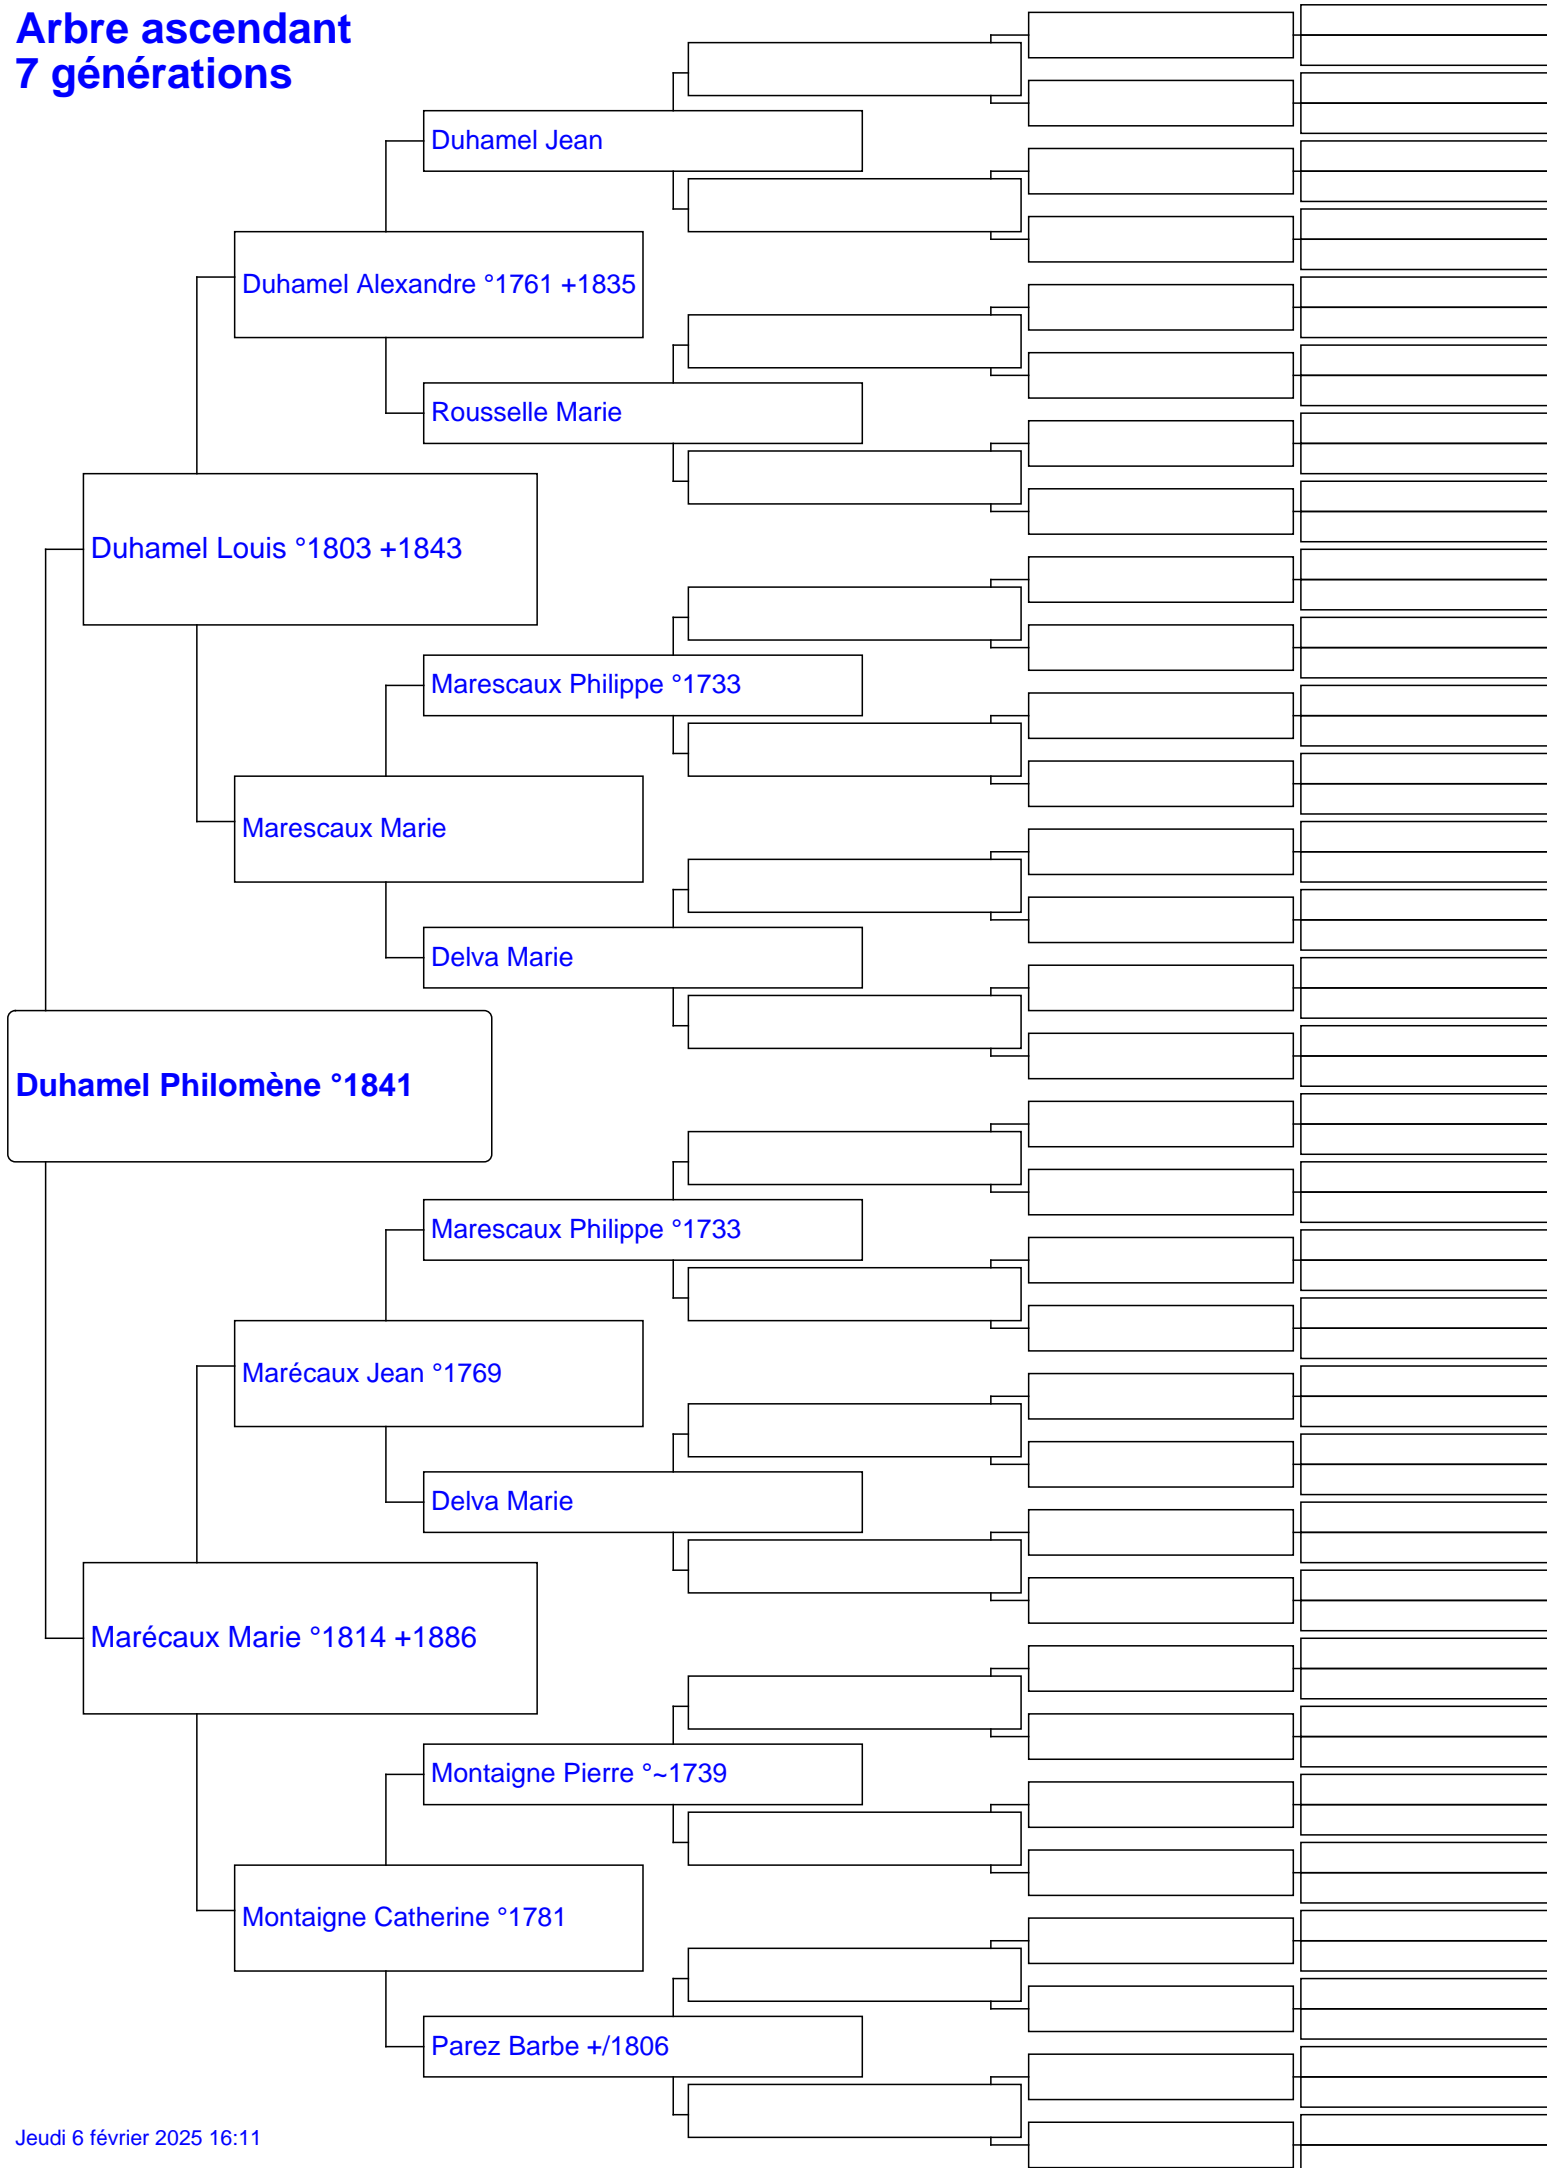 Arbre ascendant
7 générations
Duhamel Jean
Duhamel Alexandre °1761 +1835
Rousselle Marie
Duhamel Louis °1803 +1843
Marescaux Philippe °1733
Marescaux Marie
Delva Marie
Duhamel Philomène °1841
Marescaux Philippe °1733
Marécaux Jean °1769
Delva Marie
Marécaux Marie °1814 +1886
Montaigne Pierre °~1739
Montaigne Catherine °1781
Parez Barbe +/1806
Jeudi 6 février 2025 16:11